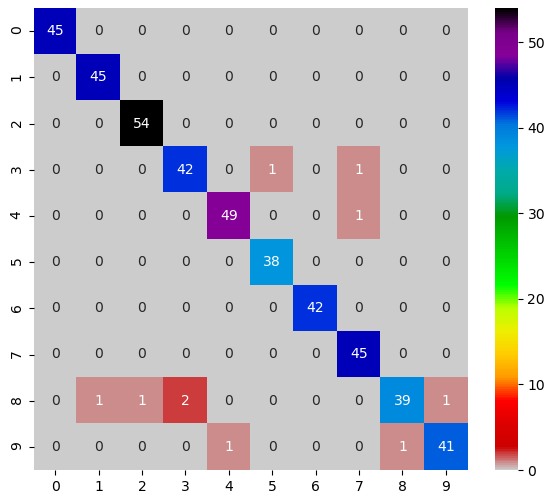 0 45 0 0 0 0 0 0 0 0 0
1 0 45 0 0 0 0 0 0 0 0
2 0 0 54 0 0 0 0 0 0 0
3 0 0 0 42 0 1 0 1 0 0
4 0 0 0 0 49 0 0 1 0 0
5 0 0 0 0 0 38 0 0 0 0
6 0 0 0 0 0 0 42 0 0 0
7 0 0 0 0 0 0 0 45 0 0
8 0 1 1 2 0 0 0 0 39 1
9 0 0 0 0 1 0 0 0 1 41
0 1 2 3 4 5 6 7 8 9
50
40
30
20
10
0